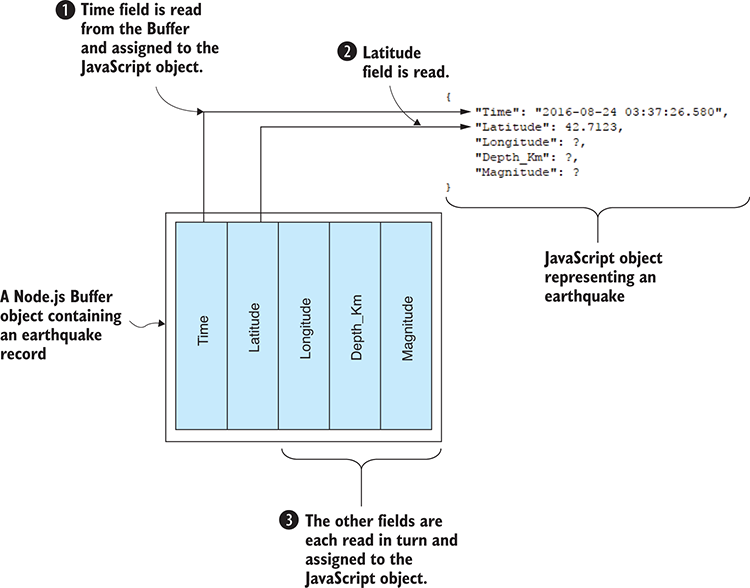 ❶ Time field is read
from the Buffer
and assigned to the
JavaScript object.
❷ Latitude
field is read.
{
"Time": "2016-08-24 03:37:26.580",
"Latitude": 42.7123,
"Longitude": ?,
"Depth_Km": ?,
"Magnitude": ?
}
JavaScript object
representing an
earthquake
A Node.js Buffer
object containing
an earthquake
record
Time
Latitude
Longitude
Depth_Km
Magnitude
❸ The other fields are
each read in turn and
assigned to the
JavaScript object.